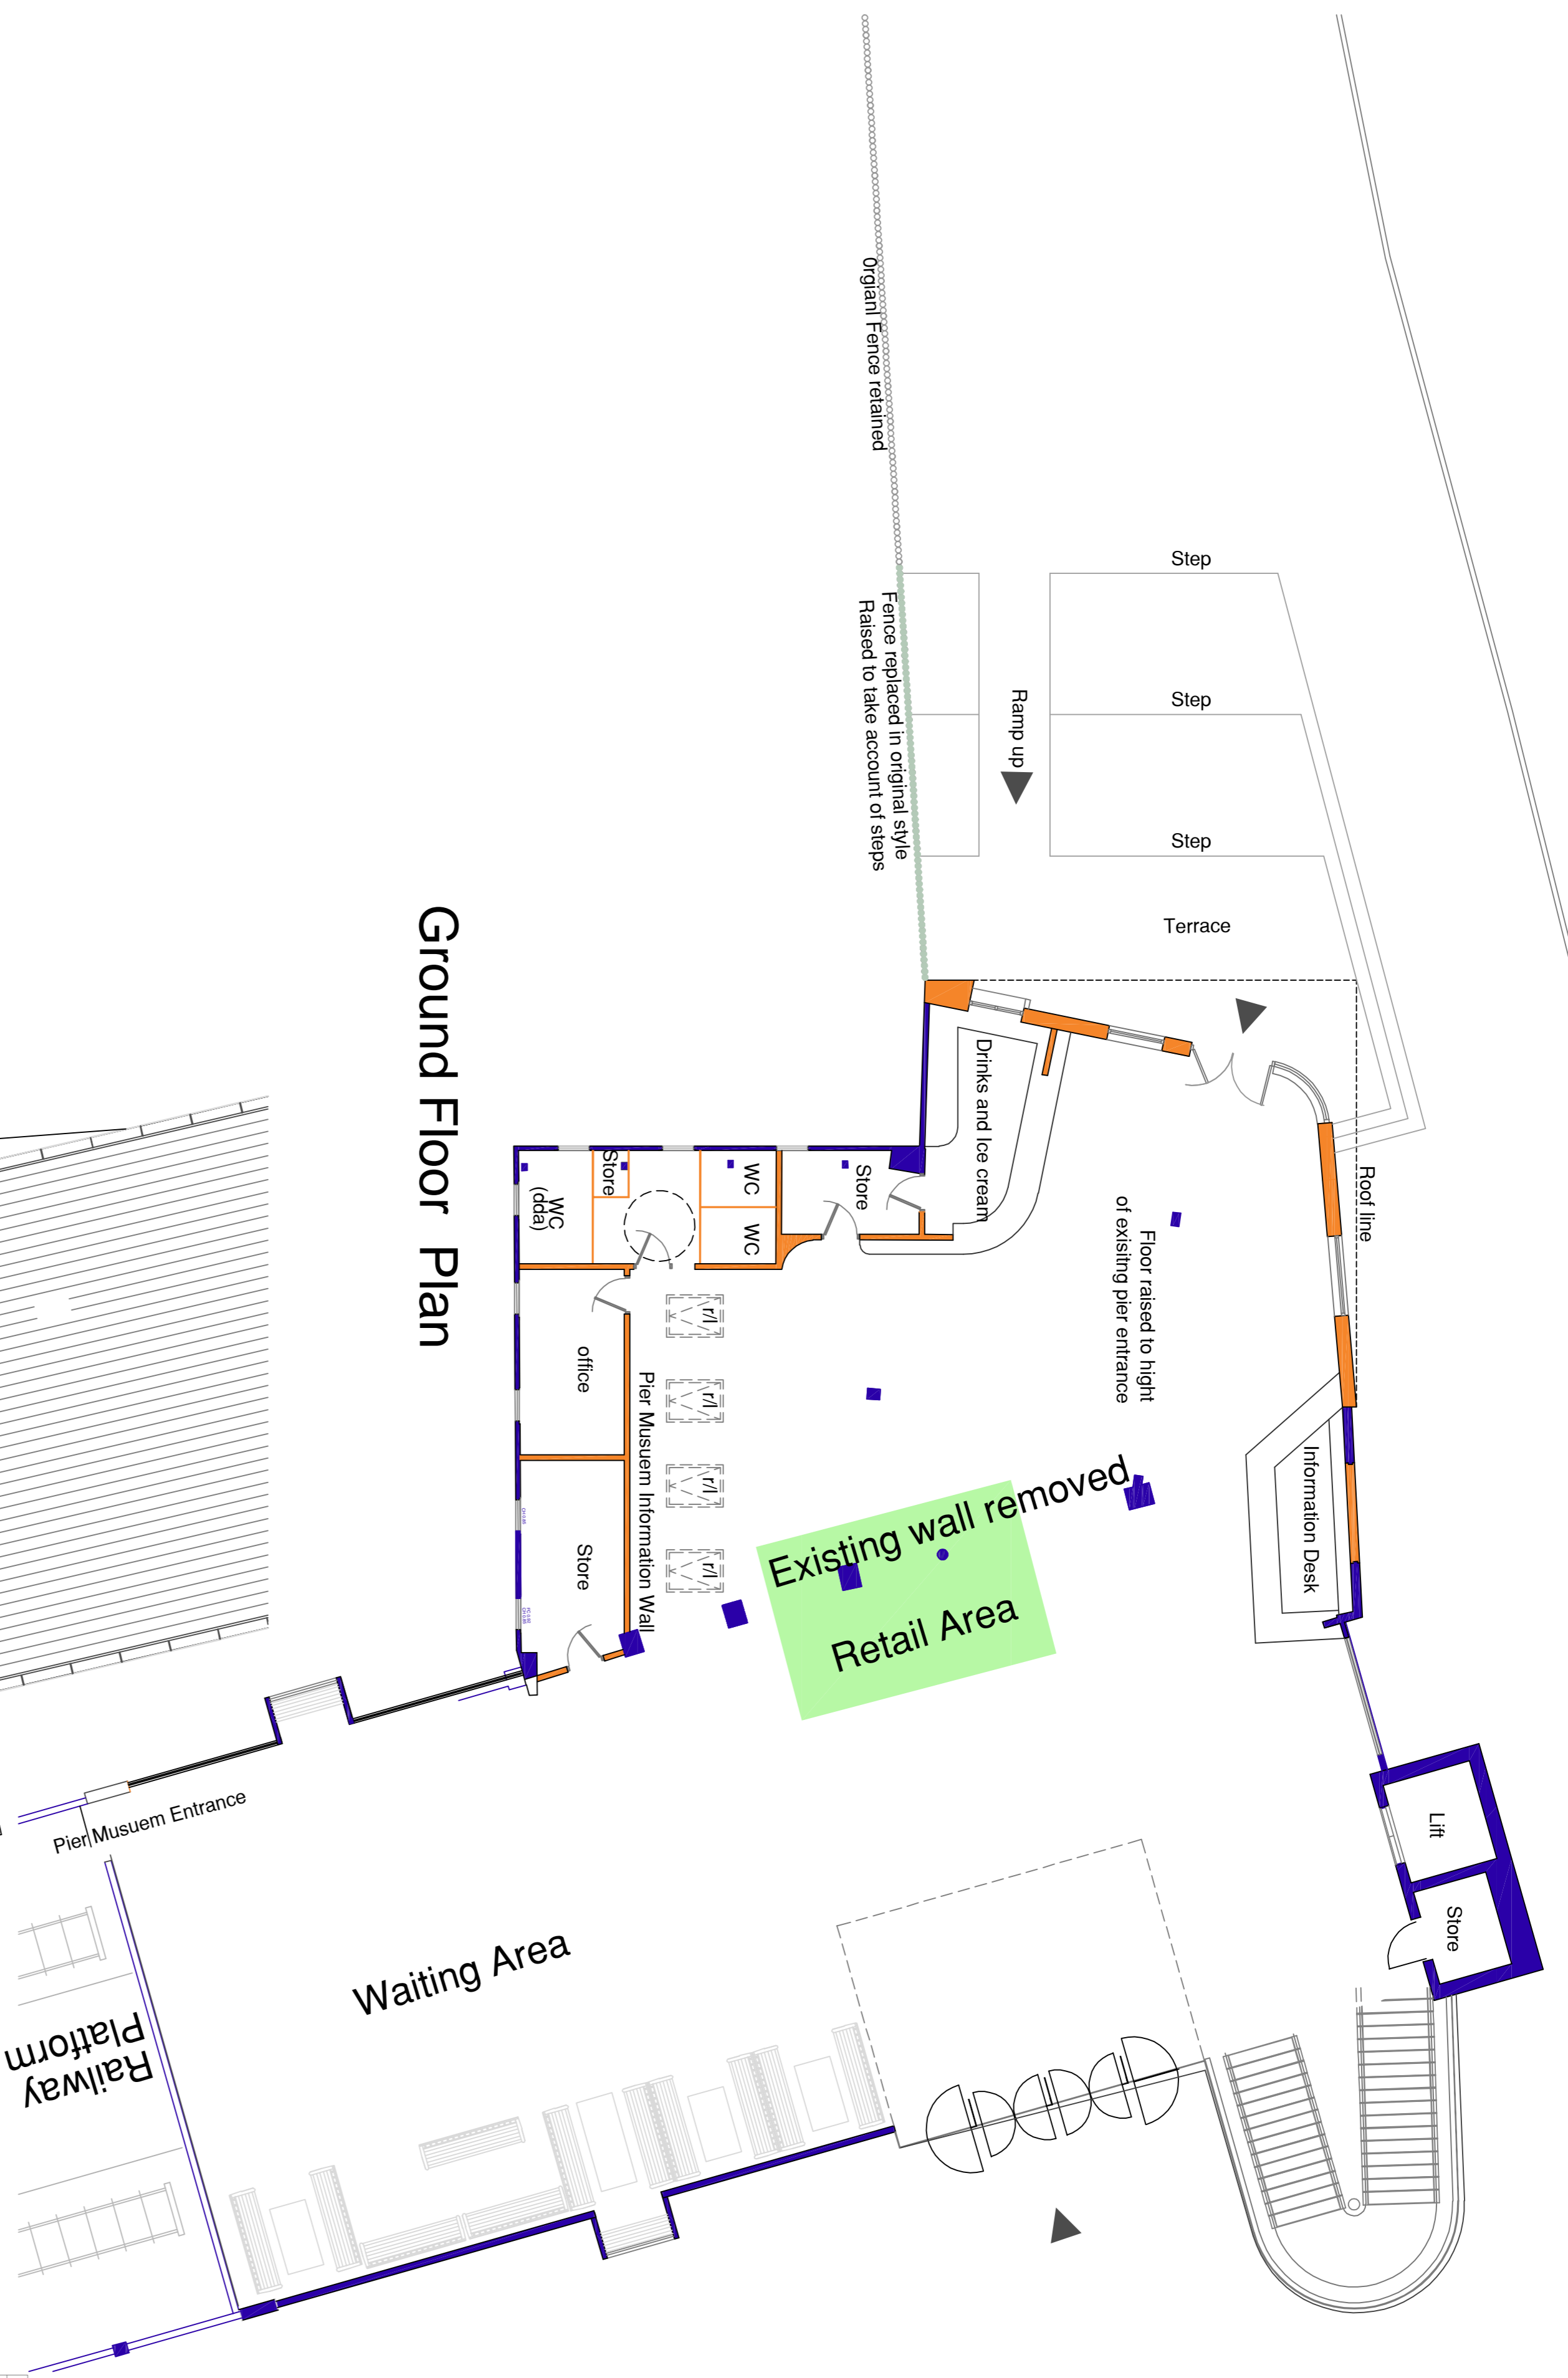 0rgianl Fence retained
Step
Step
Step
Ramp up
Fence replaced in original style
Raised to take account of steps
Terrace
Ground Floor Plan
Drinks and Ice cream
Roof line
Store
WC
WC
Store
WC
(dda)
Floor raised to hight
of exisitng pier entrance
r/l
r/l
r/l
r/l
office
Pier Musuem Information Wall
Store
Existing wall removed
Retail Area
Information Desk
Lift
Store
Pier Musuem Entrance
Waiting Area
Railway
Platform